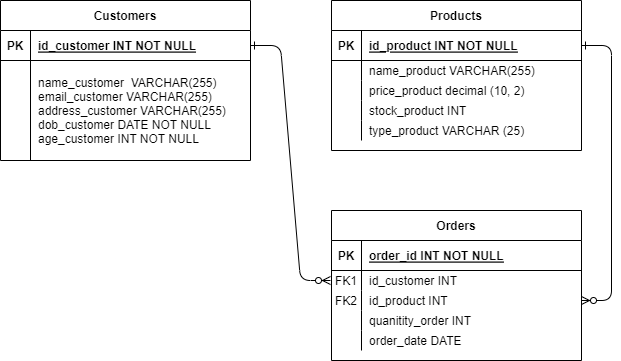 Customers
PK id_customer INT NOT NULL
name_customer VARCHAR(255)
email_customer VARCHAR(255)
address_customer VARCHAR(255)
dob_customer DATE NOT NULL
age_customer INT NOT NULL
Products
PK id_product INT NOT NULL
name_product VARCHAR(255)
price_product decimal (10, 2)
stock_product INT
type_product VARCHAR (25)
Orders
PK order_id INT NOT NULL
FK1 id_customer INT
FK2 id_product INT
quanitity_order INT
order_date DATE